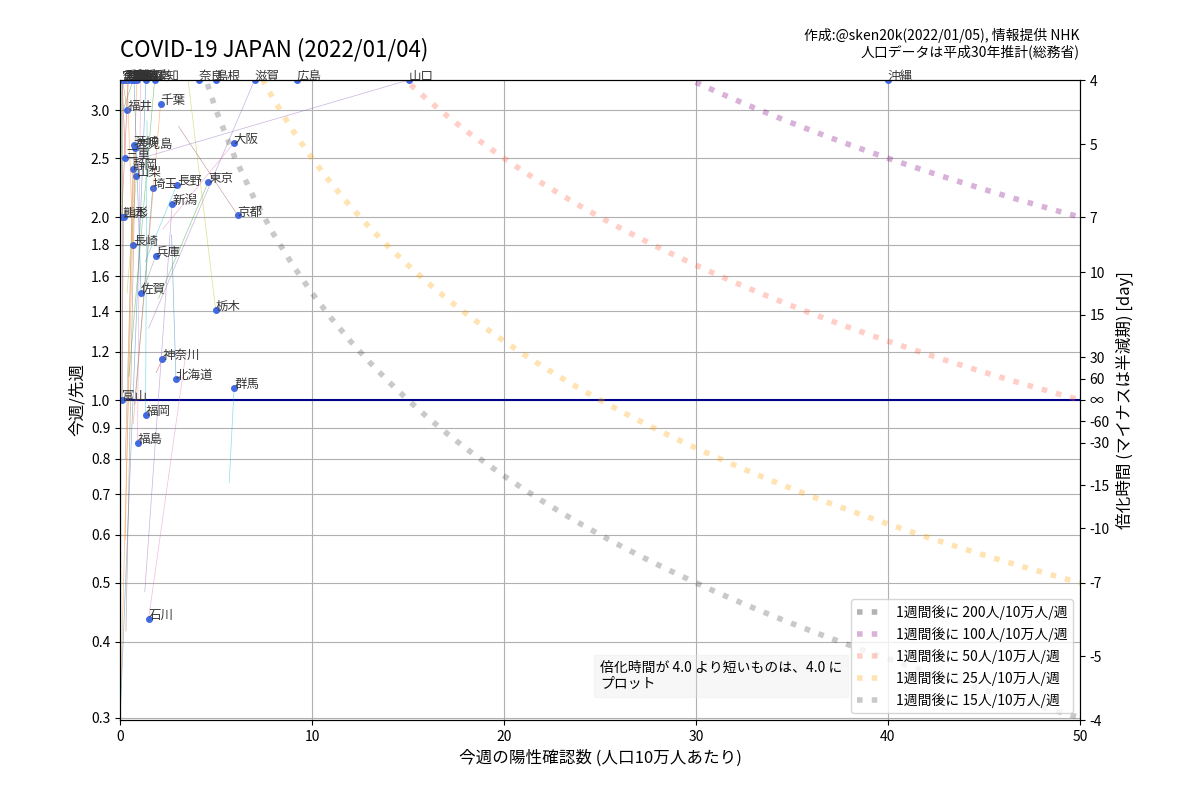 COVID-19 JAPAN (2022/01/04)
作成:@sken20k(2022/01/05), 情報提供 NHK
人口データは平成30年推計(総務省)
奈良
島根
滋賀
広島
山口
沖縄
千葉
福井
大阪
茨城
鹿児島
三重
静岡
山梨
埼玉
長野
東京
新潟
京都
長崎
兵庫
佐賀
栃木
神奈川
北海道
群馬
富山
福岡
福島
石川
3.0
2.5
2.0
1.8
1.6
1.4
1.2
1.0
0.9
0.8
0.7
0.6
0.5
0.4
0.3
今週/先週
4
5
7
10
15
30
60
∞
-60
-30
-15
-10
-7
-5
-4
倍化時間 (マイナスは半減期) [day]
1週間後に 200人/10万人/週
1週間後に 100人/10万人/週
1週間後に 50人/10万人/週
1週間後に 25人/10万人/週
1週間後に 15人/10万人/週
倍化時間が 4.0 より短いものは、4.0 に
プロット
0 10 20 30 40 50
今週の陽性確認数 (人口10万人あたり)